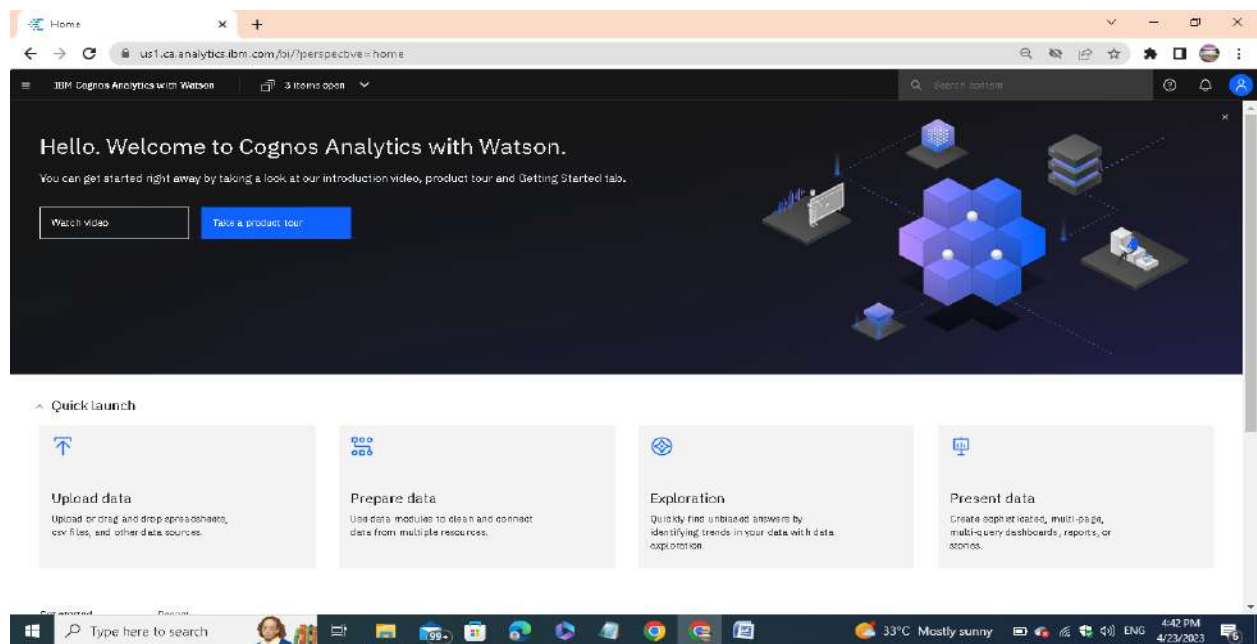 Home
us1.ca.analytics.ibm.com/bi/?perspective=home
IBM Cognos Analytics with Watson
3 items open
Search content
Hello. Welcome to Cognos Analytics with Watson.
You can get started right away by taking a look at our introduction video, product tour and Getting Started tab.
Watch video
Take a product tour
Quick launch
Upload data
Prepare data
Exploration
Present data
Upload or drag and drop spreadsheets,
csv files, and other data sources.
Use data modules to clean and connect
data from multiple resources.
Quickly find unbiased answers by
identifying trends in your data with data
exploration.
Create sophisticated, multi-page,
multi-query dashboards, reports, or
stories.
Type here to search
99+
33°C Mostly sunny
ENG
4:42 PM
4/23/2023
6